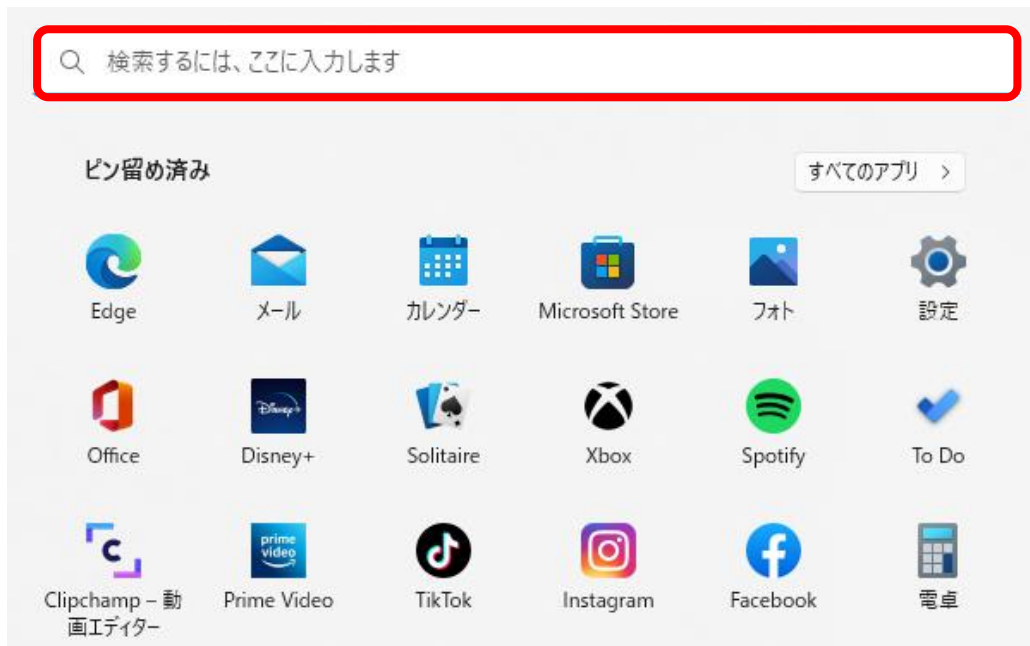 検索するには、ここに入力します
ピン留め済み
すべてのアプリ >
Edge
メール
カレンダー
Microsoft Store
フォト
設定
Disney+
Office
Disney+
Solitaire
Xbox
Spotify
To Do
prime
video
Clipchamp – 動
画エディター
Prime Video
TikTok
Instagram
Facebook
電卓